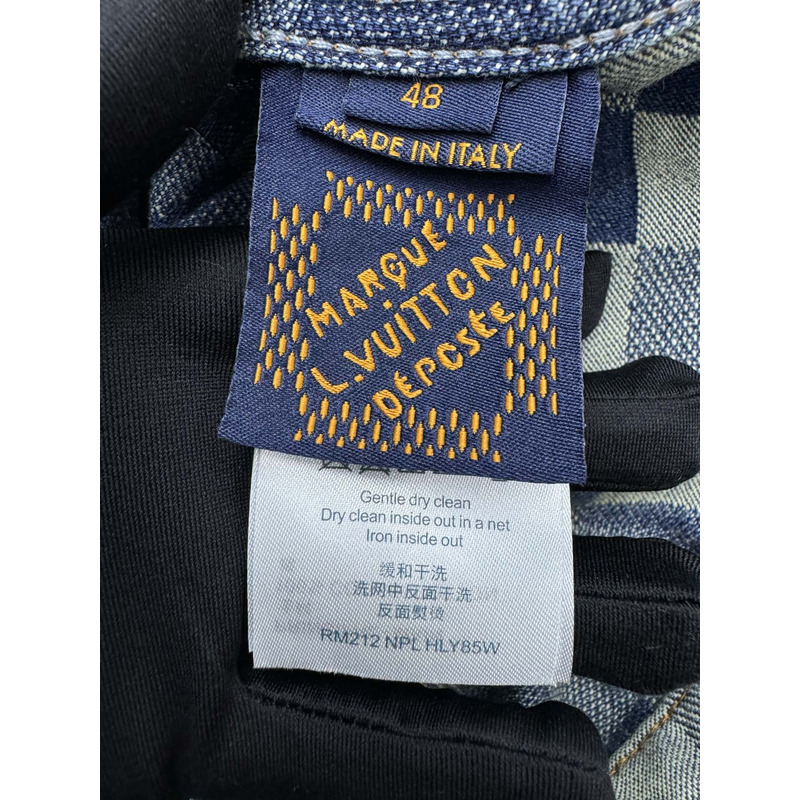 48
MADE IN ITALY
MARQUE
L.VUITTON
DÉPOSÉE
Gentle dry clean
Dry clean inside out in a net
Iron inside out
缓和干洗
洗网中反面干洗
反面熨烫
RM212 NPL HLY85W